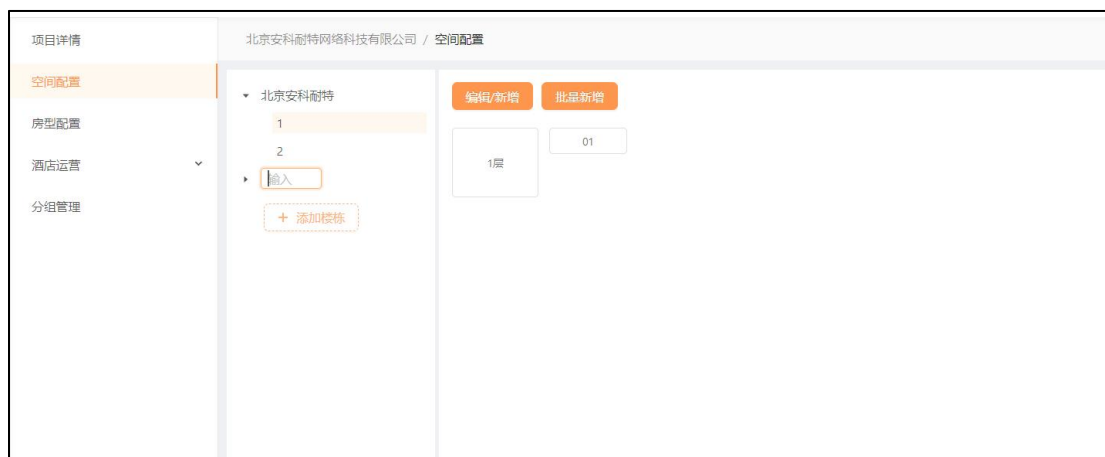 项目详情
空间配置
房型配置
酒店运营
分组管理
北京安科耐特网络科技有限公司 / 空间配置
北京安科耐特
1
2
输入
+ 添加楼栋
编辑/新增 批量新增
1层 01